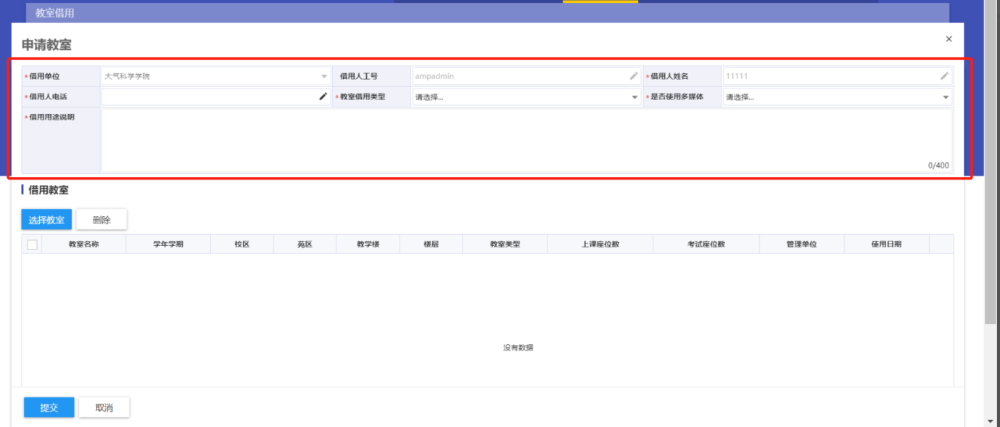 教室借用
申请教室 ×
*借用单位 大气科学学院 借用人工号 ampadmin *借用人姓名 11111
*借用人电话 *教室借用类型 请选择... *是否使用多媒体 请选择...
*借用用途说明
0/400
借用教室
选择教室 删除
教室名称 学年学期 校区 苑区 教学楼 楼层 教室类型 上课座位数 考试座位数 管理单位 使用日期
没有数据
提交 取消